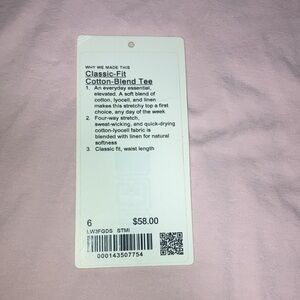 WHY WE MADE THIS
Classic-Fit
Cotton-Blend Tee
1. An everyday essential,
elevated. A soft blend of
cotton, lyocell, and linen
makes this stretchy top a first
choice, any day of the week
2. Four-way stretch,
sweat-wicking, and quick-drying
cotton-lyocell fabric is
blended with linen for natural
softness
3. Classic fit, waist length
6 $58.00
LW3FQDS STMI
000143507754